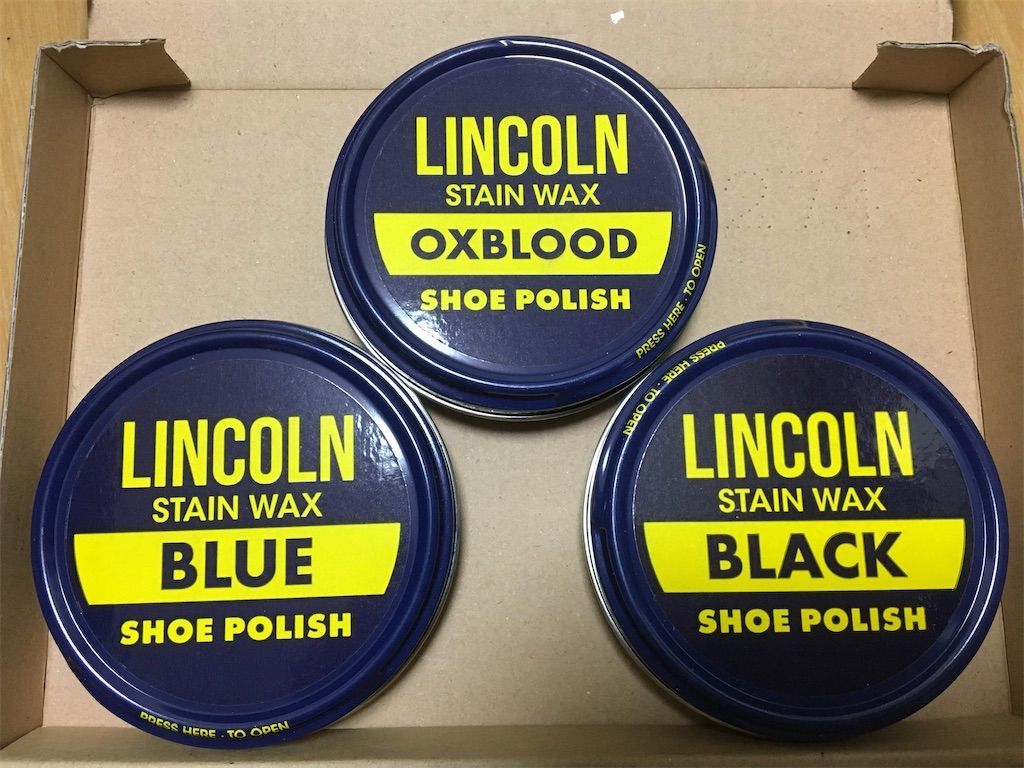 LINCOLN
STAIN WAX
OXBLOOD
SHOE POLISH
PRESS HERE · TO OPEN
LINCOLN
STAIN WAX
BLUE
SHOE POLISH
PRESS HERE · TO OPEN
LINCOLN
STAIN WAX
BLACK
SHOE POLISH
PRESS HERE · TO OPEN